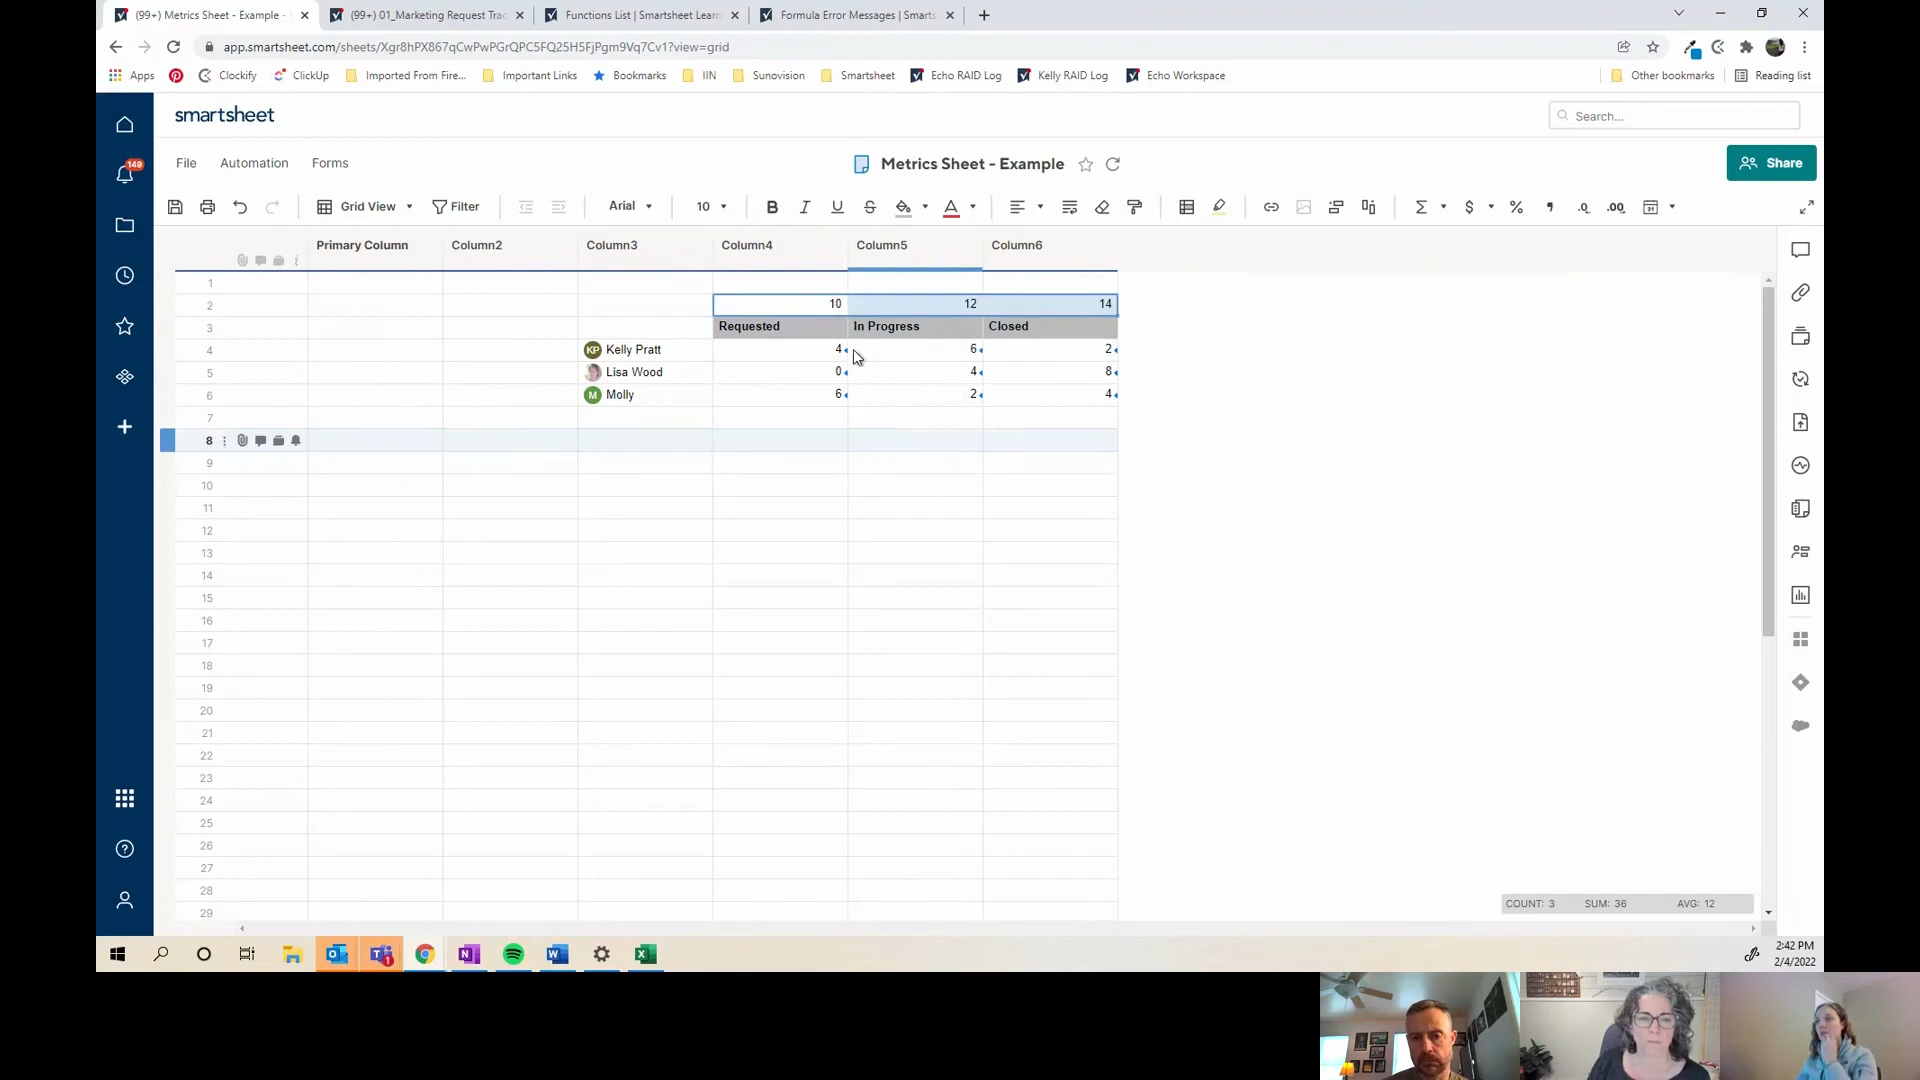 (99+) Metrics Sheet - Example -
(99+) 01_Marketing Request Trac
Functions List | Smartsheet Learn
Formula Error Messages | Smarts
app.smartsheet.com/sheets/Xgr8hPX867qCwPwPGrQPC5FQ25H5FjPgm9Vq7Cv1?view=grid
Apps Clockify ClickUp Imported From Fire... Important Links Bookmarks IIN Sunovision Smartsheet Echo RAID Log Kelly RAID Log Echo Workspace Other bookmarks Reading list
smartsheet
Search...
149
File Automation Forms
Metrics Sheet - Example
Share
Grid View Filter Arial 10
Primary Column Column2 Column3 Column4 Column5 Column6
1
2 10 12 14
3 Requested In Progress Closed
4 KP Kelly Pratt 4 6 2
5 Lisa Wood 0 4 8
6 M Molly 6 2 4
7
8
9
10
11
12
13
14
15
16
17
18
19
20
21
22
23
24
25
26
27
28
29
COUNT: 3 SUM: 36 AVG: 12
2:42 PM
2/4/2022